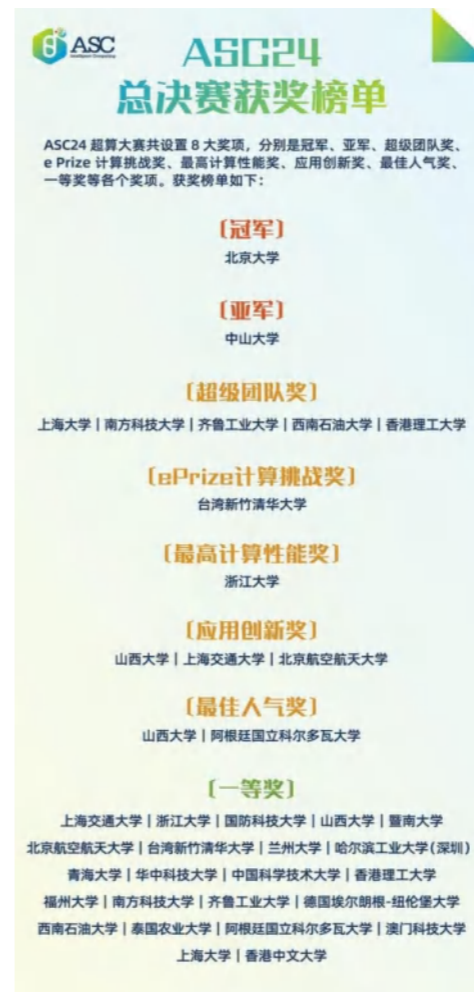 ASC
ASC24
总决赛获奖榜单
ASC24 超算大赛共设置 8 大奖项，分别是冠军、亚军、超级团队奖、
e Prize 计算挑战奖、最高计算性能奖、应用创新奖、最佳人气奖、
一等奖等各个奖项。获奖榜单如下：
〔冠军〕
北京大学
〔亚军〕
中山大学
〔超级团队奖〕
上海大学 | 南方科技大学 | 齐鲁工业大学 | 西南石油大学 | 香港理工大学
〔ePrize计算挑战奖〕
台湾新竹清华大学
〔最高计算性能奖〕
浙江大学
〔应用创新奖〕
山西大学 | 上海交通大学 | 北京航空航天大学
〔最佳人气奖〕
山西大学 | 阿根廷国立科尔多瓦大学
〔一等奖〕
上海交通大学 | 浙江大学 | 国防科技大学 | 山西大学 | 暨南大学
北京航空航天大学 | 台湾新竹清华大学 | 兰州大学 | 哈尔滨工业大学(深圳)
青海大学 | 华中科技大学 | 中国科学技术大学 | 香港理工大学
福州大学 | 南方科技大学 | 齐鲁工业大学 | 德国埃尔朗根-纽伦堡大学
西南石油大学 | 泰国农业大学 | 阿根廷国立科尔多瓦大学 | 澳门科技大学
上海大学 | 香港中文大学